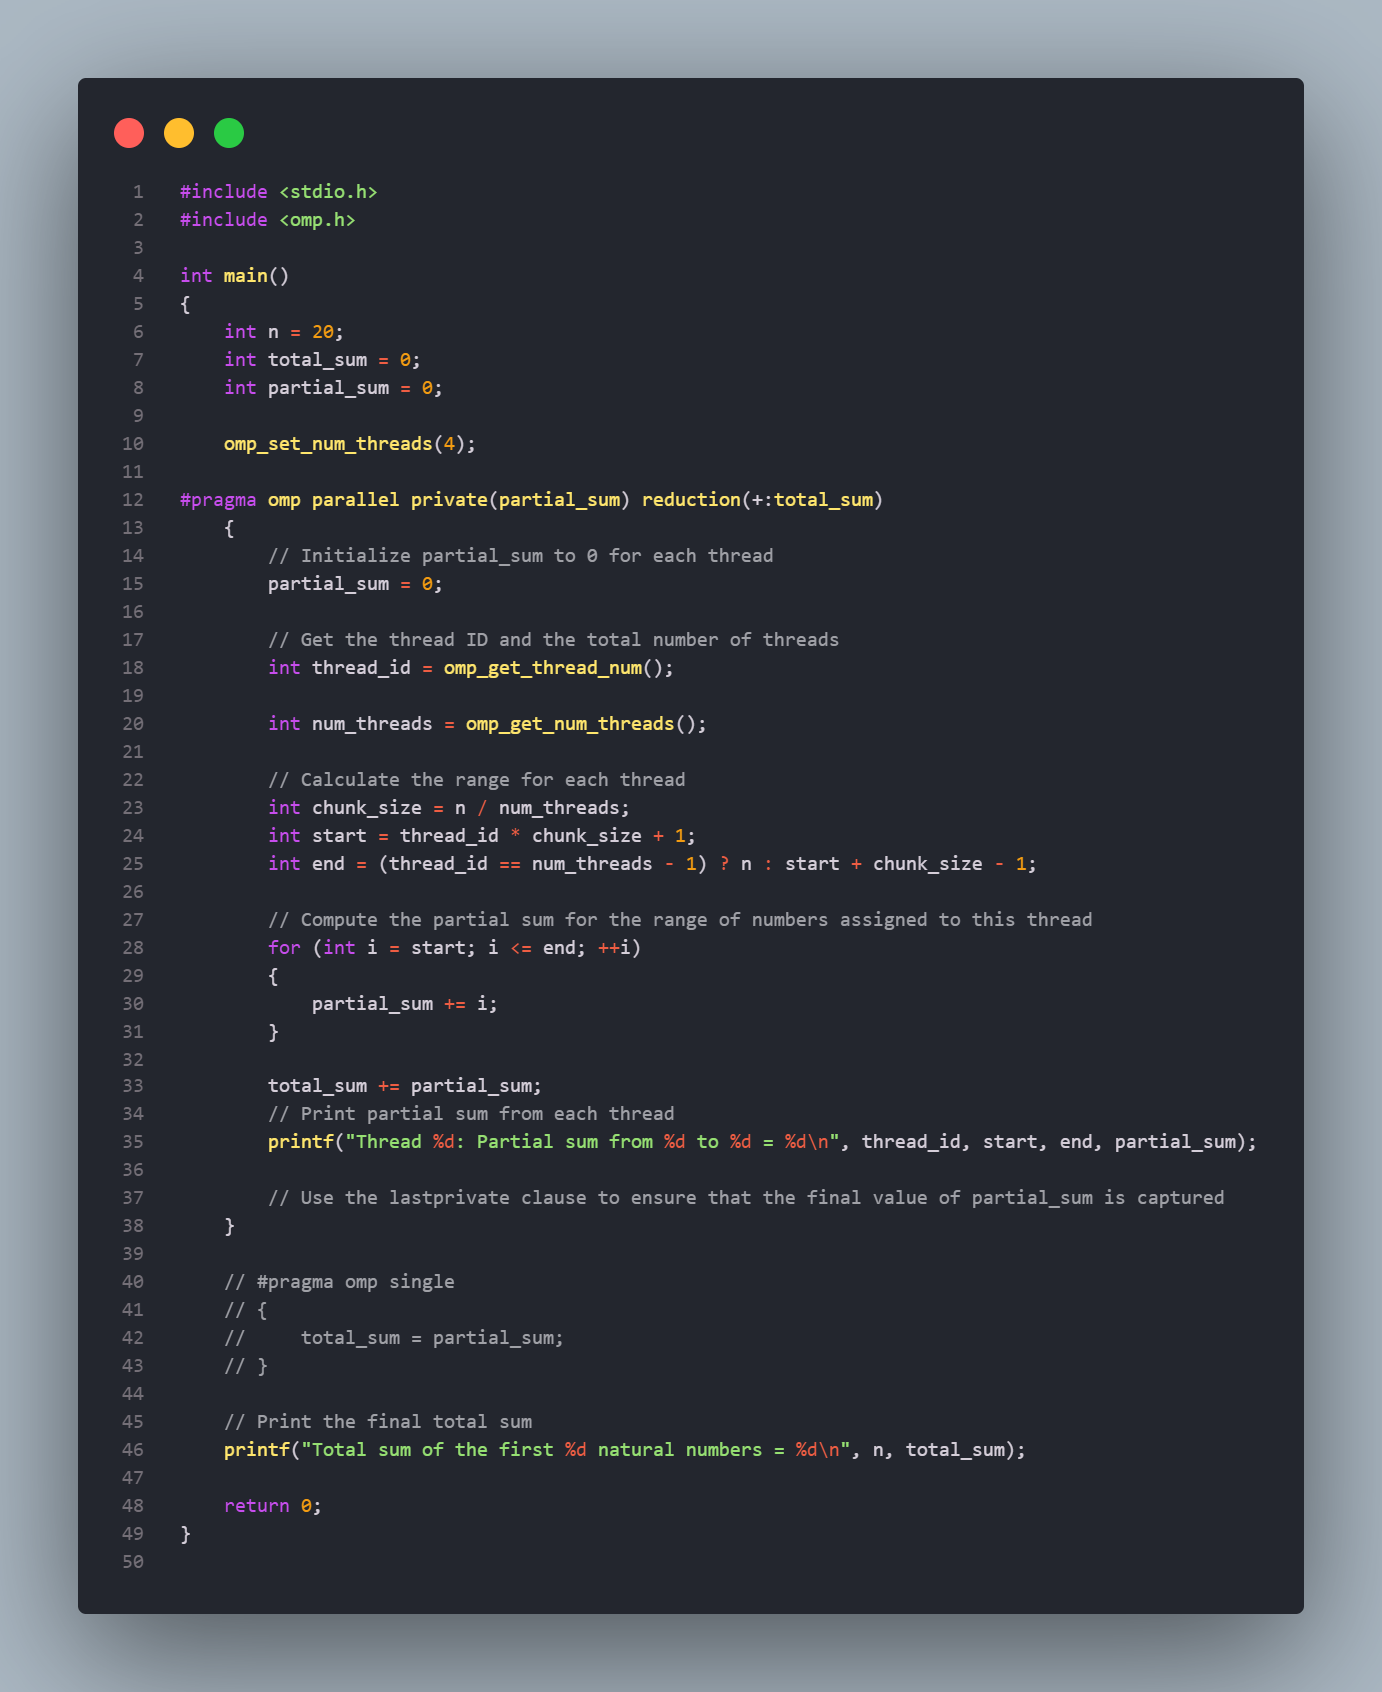 1 #include <stdio.h>
2 #include <omp.h>
3
4 int main()
5 {
6     int n = 20;
7     int total_sum = 0;
8     int partial_sum = 0;
9
10     omp_set_num_threads(4);
11
12 #pragma omp parallel private(partial_sum) reduction(+:total_sum)
13     {
14         // Initialize partial_sum to 0 for each thread
15         partial_sum = 0;
16
17         // Get the thread ID and the total number of threads
18         int thread_id = omp_get_thread_num();
19
20         int num_threads = omp_get_num_threads();
21
22         // Calculate the range for each thread
23         int chunk_size = n / num_threads;
24         int start = thread_id * chunk_size + 1;
25         int end = (thread_id == num_threads - 1) ? n : start + chunk_size - 1;
26
27         // Compute the partial sum for the range of numbers assigned to this thread
28         for (int i = start; i <= end; ++i)
29         {
30             partial_sum += i;
31         }
32
33         total_sum += partial_sum;
34         // Print partial sum from each thread
35         printf("Thread %d: Partial sum from %d to %d = %d\n", thread_id, start, end, partial_sum);
36
37         // Use the lastprivate clause to ensure that the final value of partial_sum is captured
38     }
39
40     // #pragma omp single
41     // {
42     //     total_sum = partial_sum;
43     // }
44
45     // Print the final total sum
46     printf("Total sum of the first %d natural numbers = %d\n", n, total_sum);
47
48     return 0;
49 }
50